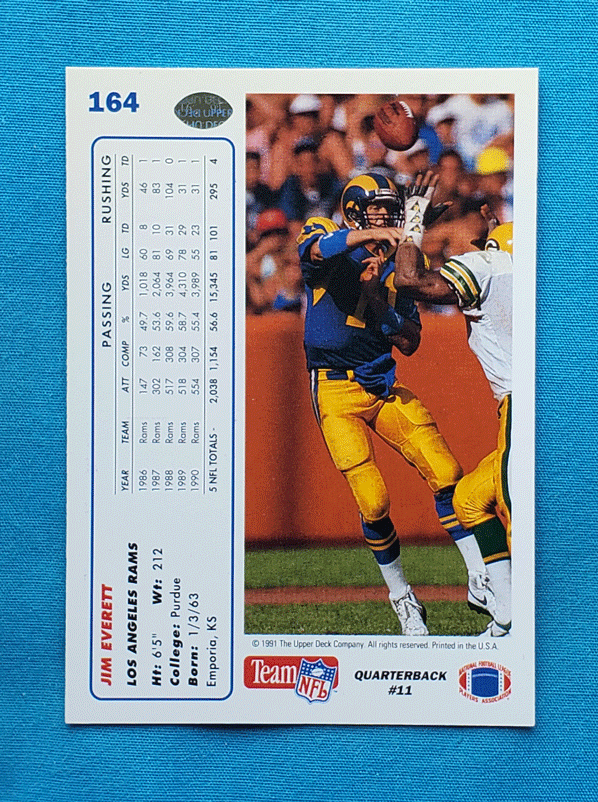 164
JIM EVERETT
LOS ANGELES RAMS
Ht: 6'5" Wt: 212
College: Purdue
Born: 1/3/63
Emporia, KS
PASSING RUSHING
YEAR TEAM ATT COMP % YDS LG TD YDS TD
1986 Rams 147 73 49.7 1,018 60 8 46 1
1987 Rams 302 162 53.6 2,064 81 10 83 1
1988 Rams 517 308 59.6 3,964 69 31 104 0
1989 Rams 518 304 58.7 4,310 78 29 31 1
1990 Rams 554 307 55.4 3,989 55 23 31 1
5 NFL TOTALS - 2,038 1,154 56.6 15,345 81 101 295 4
© 1991 The Upper Deck Company. All rights reserved. Printed in the U.S.A.
Team NFL
QUARTERBACK
#11
NATIONAL FOOTBALL LEAGUE
PLAYERS ASSOCIATION